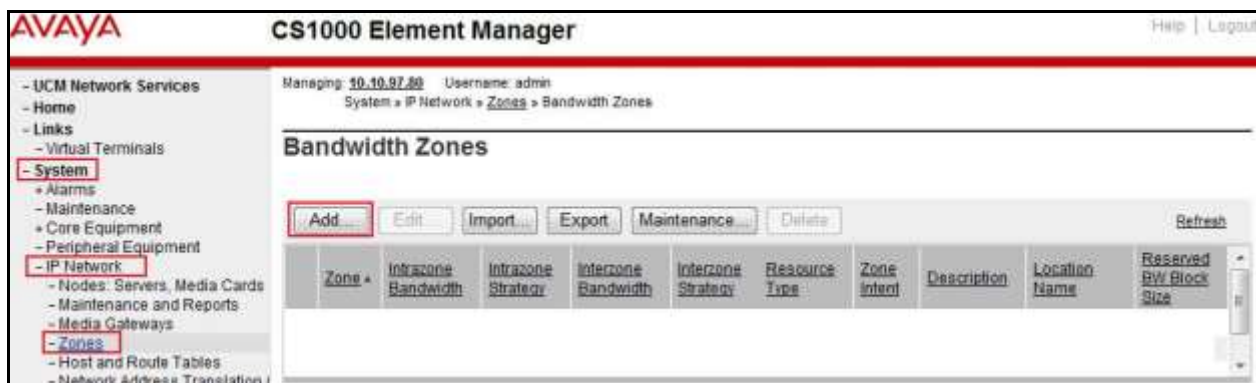 AVAYA
CS1000 Element Manager
Help | Logout
- UCM Network Services
- Home
- Links
- Virtual Terminals
- System
+ Alarms
- Maintenance
+ Core Equipment
- Peripheral Equipment
- IP Network
- Nodes: Servers, Media Cards
- Maintenance and Reports
- Media Gateways
- Zones
- Host and Route Tables
- Network Address Translation (
Managing: 10.10.97.80 Username: admin
System » IP Network » Zones » Bandwidth Zones
Bandwidth Zones
Add... Edit Import... Export Maintenance... Delete Refresh
Zone Intrazone Bandwidth Intrazone Strategy Interzone Bandwidth Interzone Strategy Resource Type Zone Intent Description Location Name Reserved BW Block Size